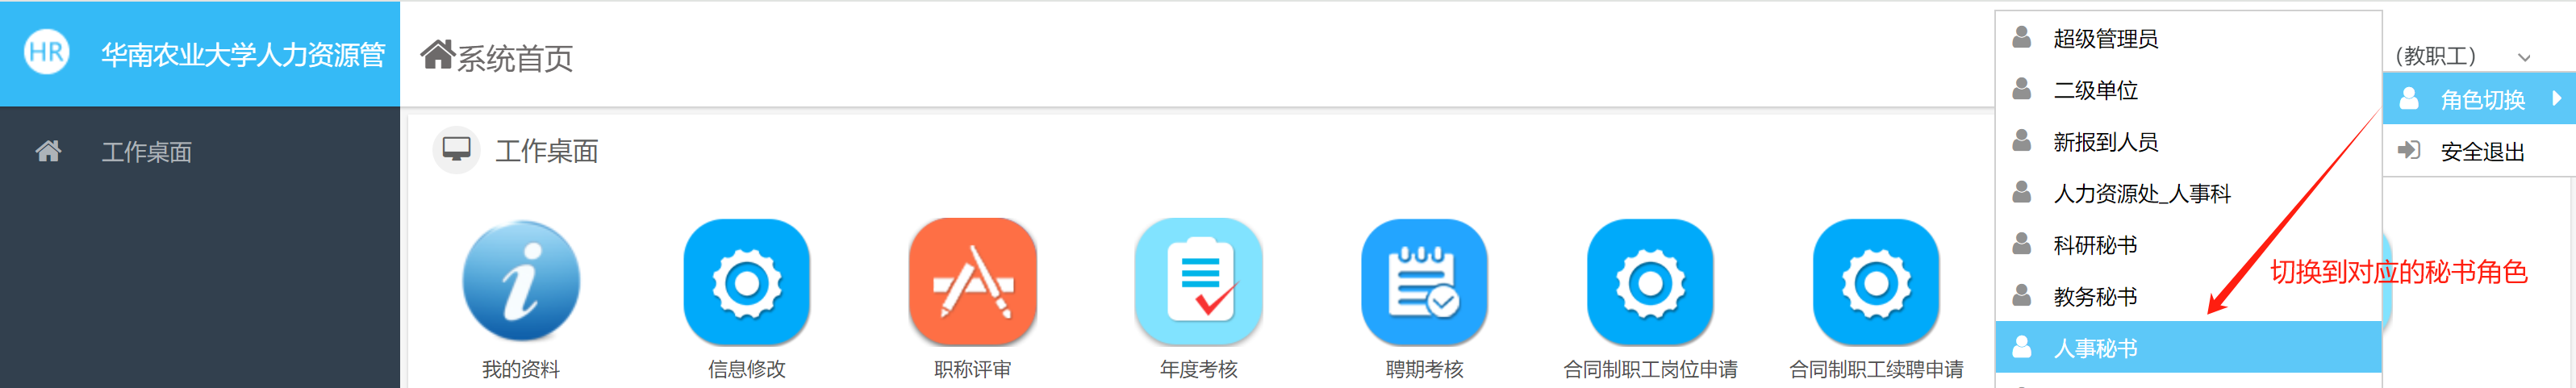 HR
华南农业大学人力资源管
系统首页
(教职工)
角色切换
安全退出
超级管理员
二级单位
新报到人员
人力资源处_人事科
科研秘书
教务秘书
人事秘书
切换到对应的秘书角色
工作桌面
工作桌面
我的资料
信息修改
职称评审
年度考核
聘期考核
合同制职工岗位申请
合同制职工续聘申请